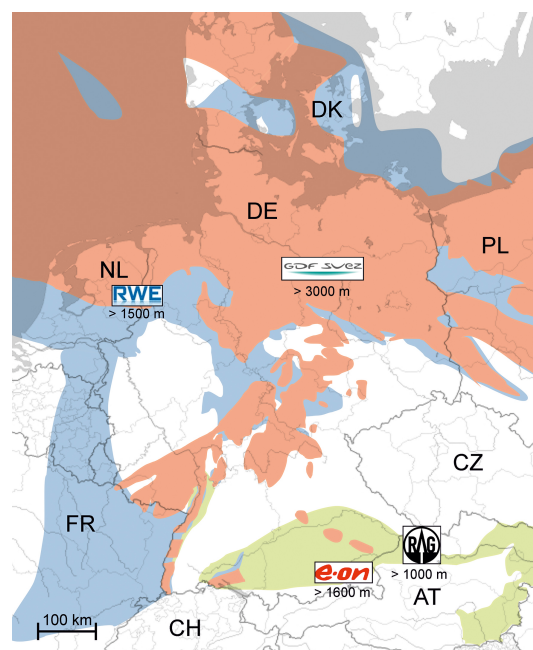 DK
DE
PL
NL
GDF SUEZ
RWE
> 3000 m
> 1500 m
CZ
FR
RAG
e·on
> 1000 m
> 1600 m
AT
100 km
CH